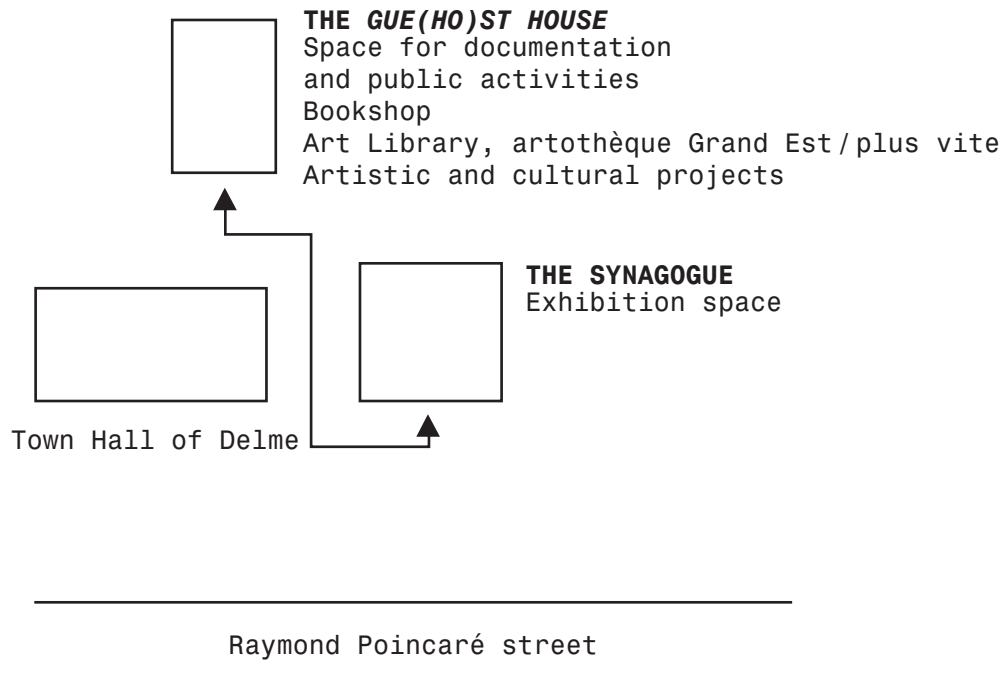 THE GUE(HO)ST HOUSE
Space for documentation
and public activities
Bookshop
Art Library, artothèque Grand Est / plus vite
Artistic and cultural projects
THE SYNAGOGUE
Exhibition space
Town Hall of Delme
Raymond Poincaré street